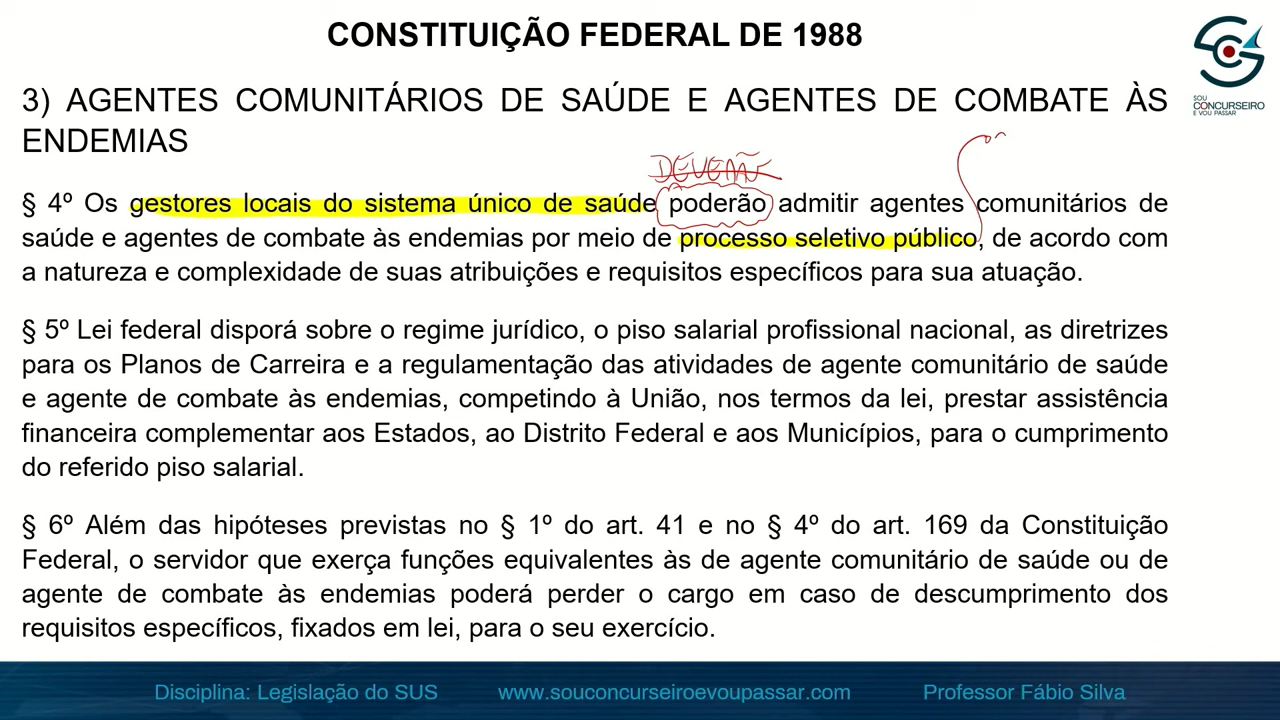 CONSTITUIÇÃO FEDERAL DE 1988
SOU
CONCURSEIRO
E VOU PASSAR
3) AGENTES COMUNITÁRIOS DE SAÚDE E AGENTES DE COMBATE ÀS
ENDEMIAS
DEVERÃO
§ 4º Os gestores locais do sistema único de saúde poderão admitir agentes comunitários de
saúde e agentes de combate às endemias por meio de processo seletivo público, de acordo com
a natureza e complexidade de suas atribuições e requisitos específicos para sua atuação.
§ 5º Lei federal disporá sobre o regime jurídico, o piso salarial profissional nacional, as diretrizes
para os Planos de Carreira e a regulamentação das atividades de agente comunitário de saúde
e agente de combate às endemias, competindo à União, nos termos da lei, prestar assistência
financeira complementar aos Estados, ao Distrito Federal e aos Municípios, para o cumprimento
do referido piso salarial.
§ 6º Além das hipóteses previstas no § 1º do art. 41 e no § 4º do art. 169 da Constituição
Federal, o servidor que exerça funções equivalentes às de agente comunitário de saúde ou de
agente de combate às endemias poderá perder o cargo em caso de descumprimento dos
requisitos específicos, fixados em lei, para o seu exercício.
Disciplina: Legislação do SUS www.souconcurseiroevoupassar.com Professor Fábio Silva